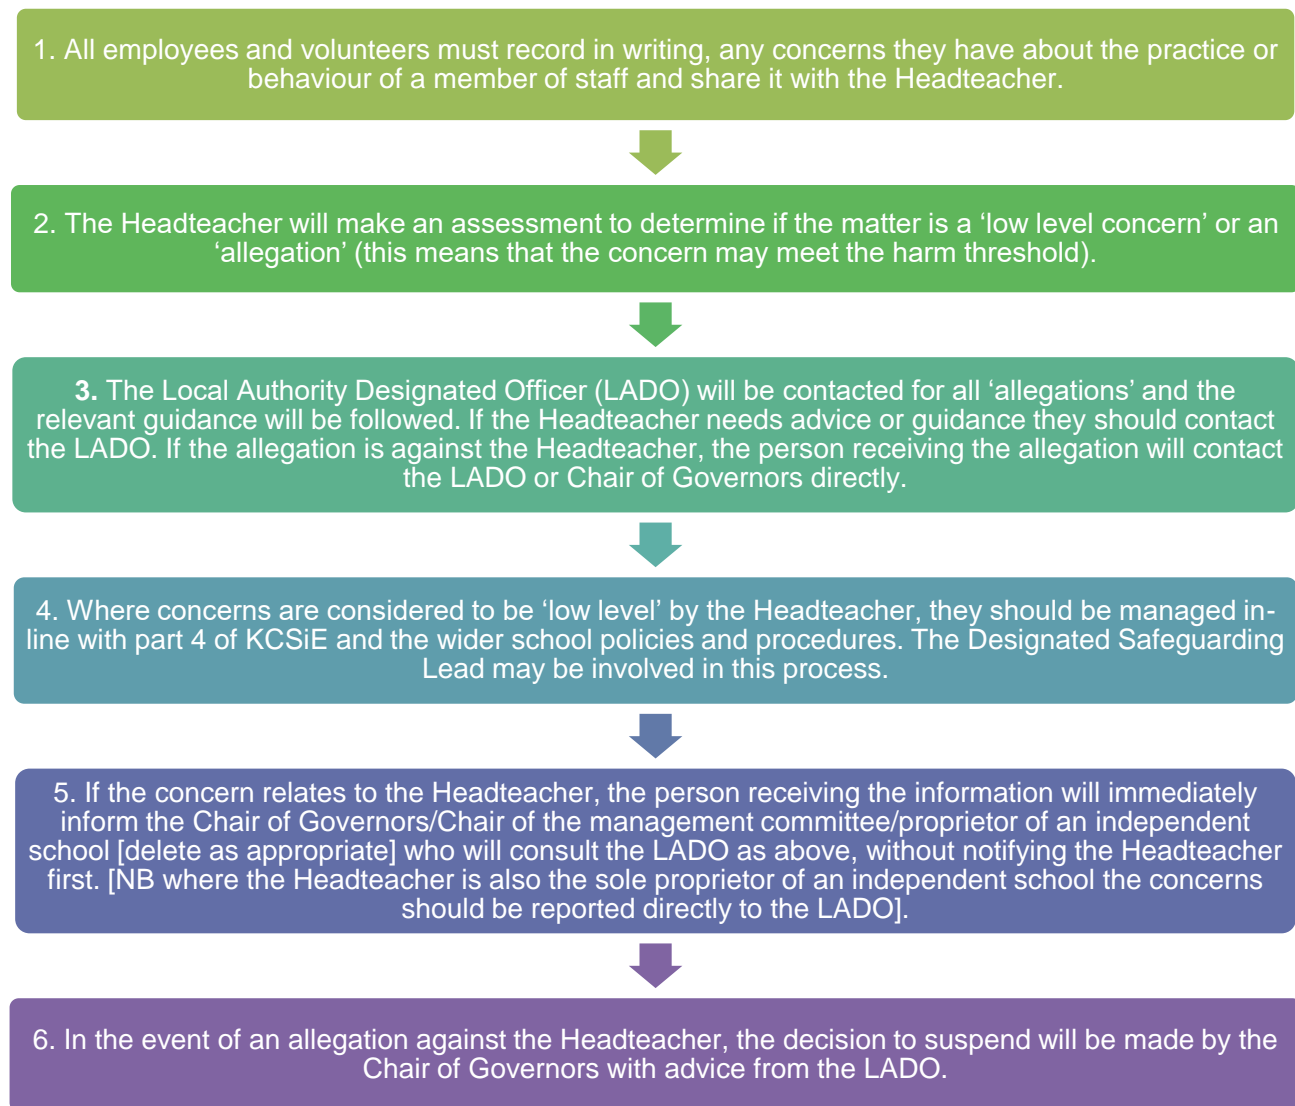 1. All employees and volunteers must record in writing, any concerns they have about the practice or
behaviour of a member of staff and share it with the Headteacher.
2. The Headteacher will make an assessment to determine if the matter is a ‘low level concern’ or an
‘allegation’ (this means that the concern may meet the harm threshold).
3. The Local Authority Designated Officer (LADO) will be contacted for all ‘allegations’ and the
relevant guidance will be followed. If the Headteacher needs advice or guidance they should contact
the LADO. If the allegation is against the Headteacher, the person receiving the allegation will contact
the LADO or Chair of Governors directly.
4. Where concerns are considered to be ‘low level’ by the Headteacher, they should be managed in-
line with part 4 of KCSiE and the wider school policies and procedures. The Designated Safeguarding
Lead may be involved in this process.
5. If the concern relates to the Headteacher, the person receiving the information will immediately
inform the Chair of Governors/Chair of the management committee/proprietor of an independent
school [delete as appropriate] who will consult the LADO as above, without notifying the Headteacher
first. [NB where the Headteacher is also the sole proprietor of an independent school the concerns
should be reported directly to the LADO].
6. In the event of an allegation against the Headteacher, the decision to suspend will be made by the
Chair of Governors with advice from the LADO.